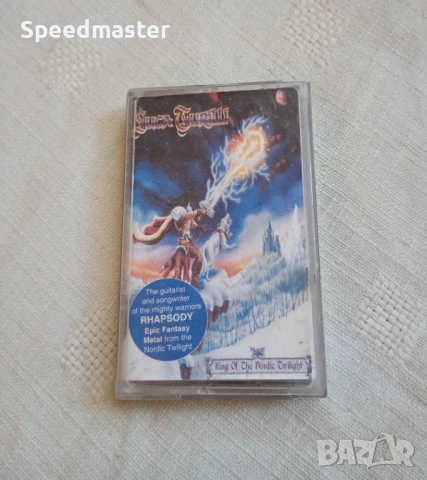 Speedmaster
Luca Turilli
The guitarist
and songwriter
of the mighty warriors
RHAPSODY
Epic Fantasy
Metal from the
Nordic Twilight
King Of The Nordic Twilight
BAZAR
bg